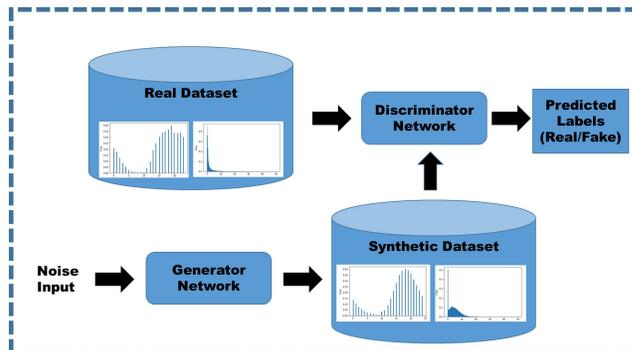 Real Dataset
Discriminator
Network
Predicted
Labels
(Real/Fake)
Noise
Input
Generator
Network
Synthetic Dataset